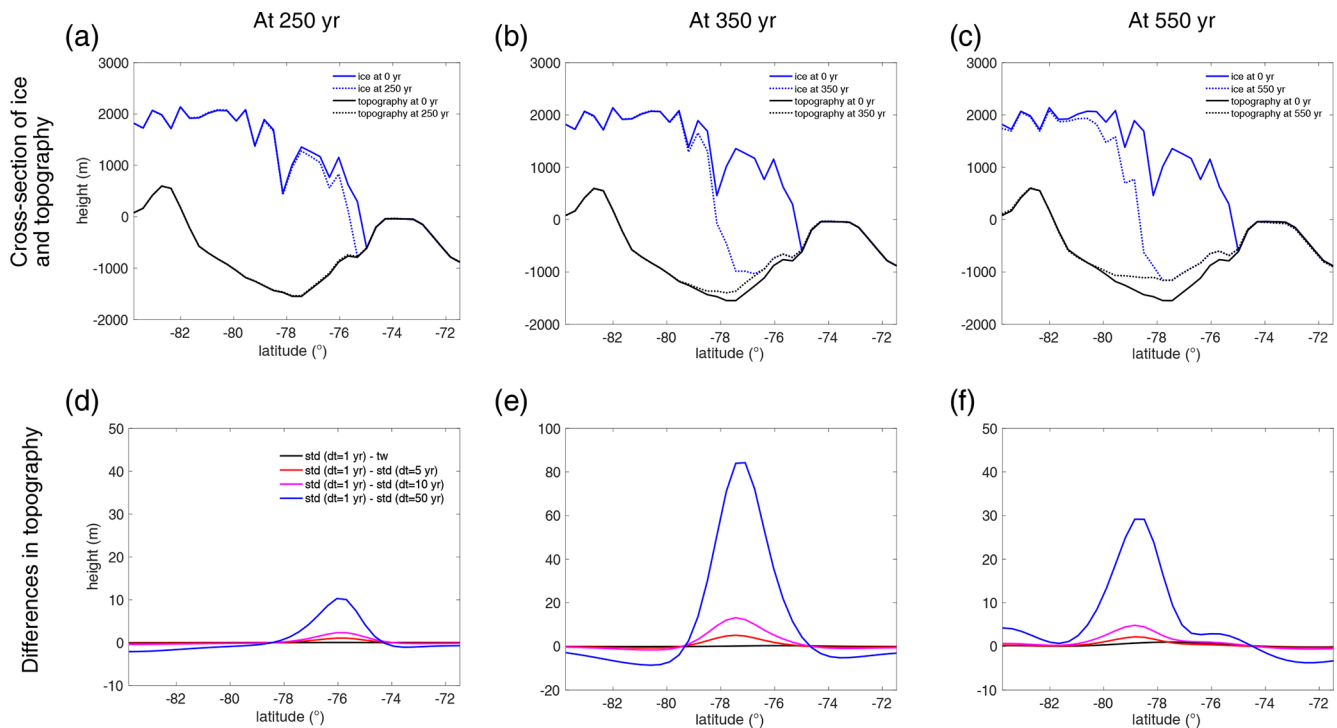 At 250 yr
At 350 yr
At 550 yr
(a)
(b)
(c)
Cross-section of ice
and topography
height (m)
3000
2000
1000
0
-1000
-2000
ice at 0 yr
ice at 250 yr
topography at 0 yr
topography at 250 yr
-82
-80
-78
-76
-74
-72
latitude (°)
3000
2000
1000
0
-1000
-2000
ice at 0 yr
ice at 350 yr
topography at 0 yr
topography at 350 yr
-82
-80
-78
-76
-74
-72
latitude (°)
3000
2000
1000
0
-1000
-2000
ice at 0 yr
ice at 550 yr
topography at 0 yr
topography at 550 yr
-82
-80
-78
-76
-74
-72
latitude (°)
(d)
(e)
(f)
Differences in topography
height (m)
50
40
30
20
10
0
-10
std (dt=1 yr) - tw
std (dt=1 yr) - std (dt=5 yr)
std (dt=1 yr) - std (dt=10 yr)
std (dt=1 yr) - std (dt=50 yr)
-82
-80
-78
-76
-74
-72
latitude (°)
100
80
60
40
20
0
-20
-82
-80
-78
-76
-74
-72
latitude (°)
50
40
30
20
10
0
-10
-82
-80
-78
-76
-74
-72
latitude (°)